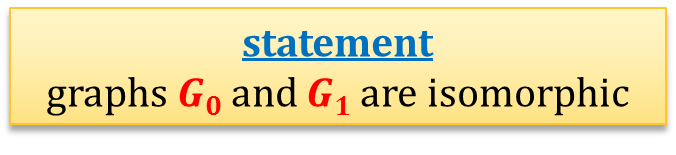 statement
graphs G₀ and G₁ are isomorphic